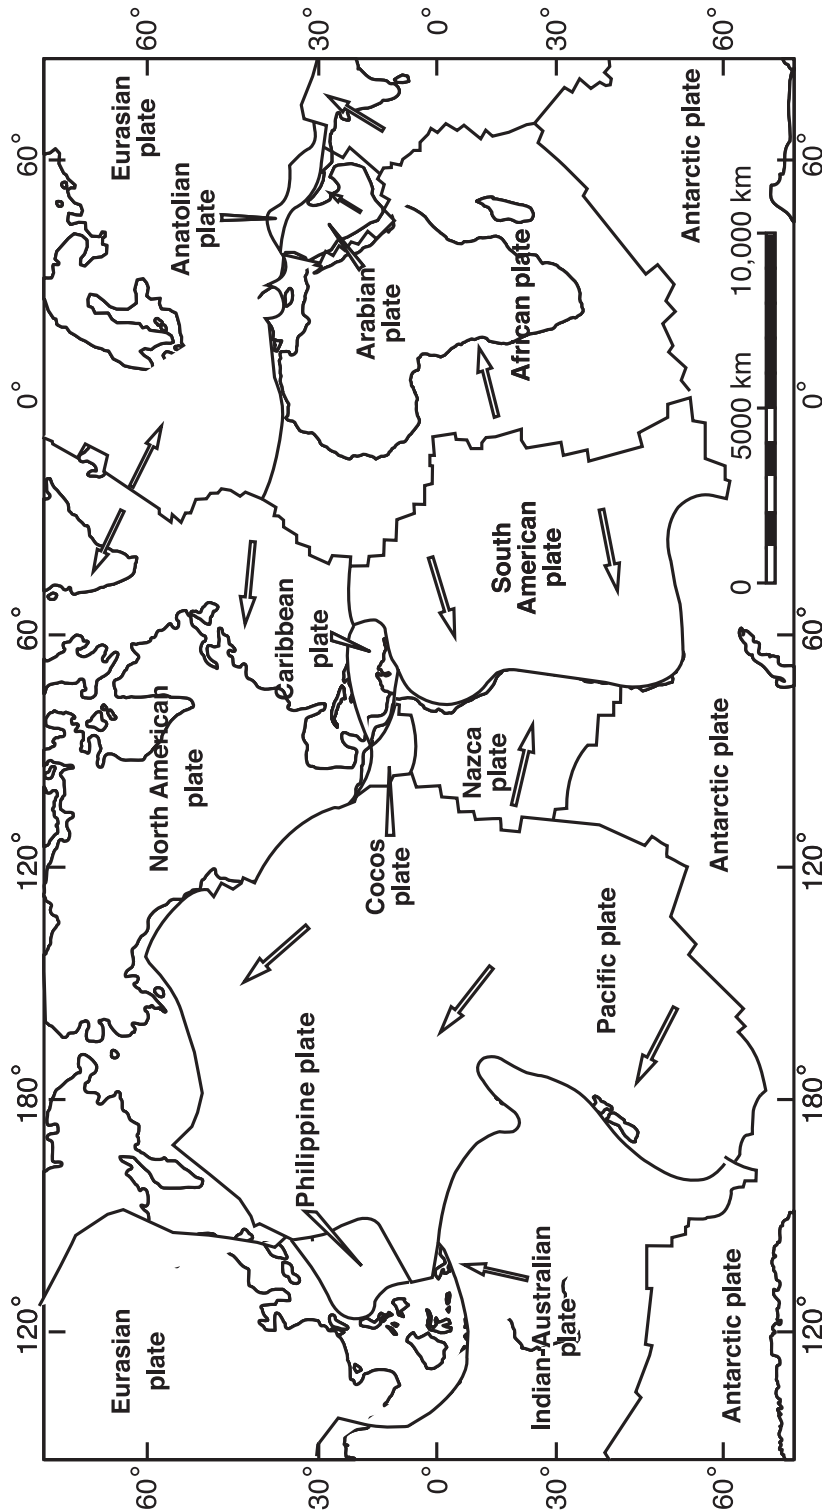 120°
180°
120°
60°
0°
60°
60°
30°
0°
30°
60°
Eurasian
plate
North American
plate
Anatolian
plate
Eurasian
plate
Philippine plate
Caribbean
plate
Cocos
plate
Arabian
plate
Nazca
plate
South
American
plate
African plate
Indian-Australian
plate
Pacific plate
Antarctic plate
Antarctic plate
Antarctic plate
0
5000 km
10,000 km
60°
30°
0°
30°
60°
120°
180°
120°
60°
0°
60°